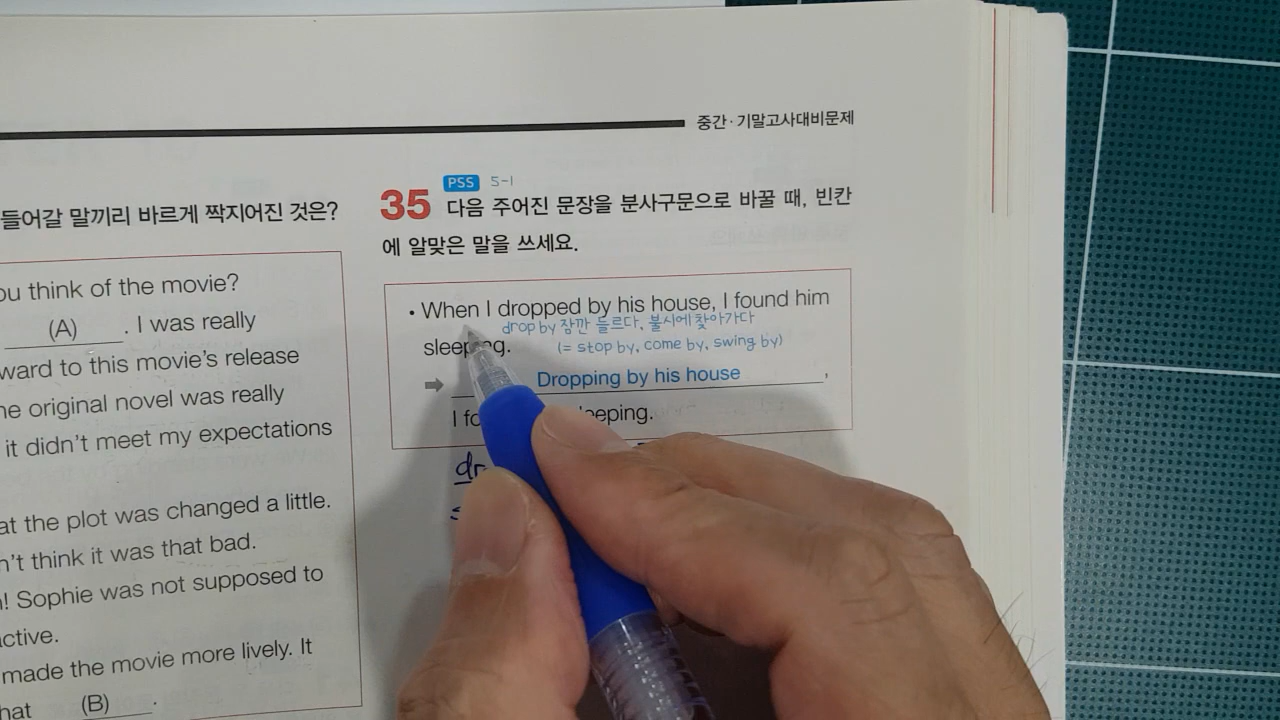 중간·기말고사대비문제
들어갈 말끼리 바르게 짝지어진 것은?
ou think of the movie?
(A) . I was really
ward to this movie's release
ne original novel was really
it didn't meet my expectations
at the plot was changed a little.
n't think it was that bad.
! Sophie was not supposed to
active.
made the movie more lively. It
hat (B) .
PSS 5-1
35 다음 주어진 문장을 분사구문으로 바꿀 때, 빈칸
에 알맞은 말을 쓰세요.
• When I dropped by his house, I found him
drop by 잠깐 들르다, 불시에 찾아가다
sleeping.
(= stop by, come by, swing by)
➡ Dropping by his house ,
I fo eeping.
dr